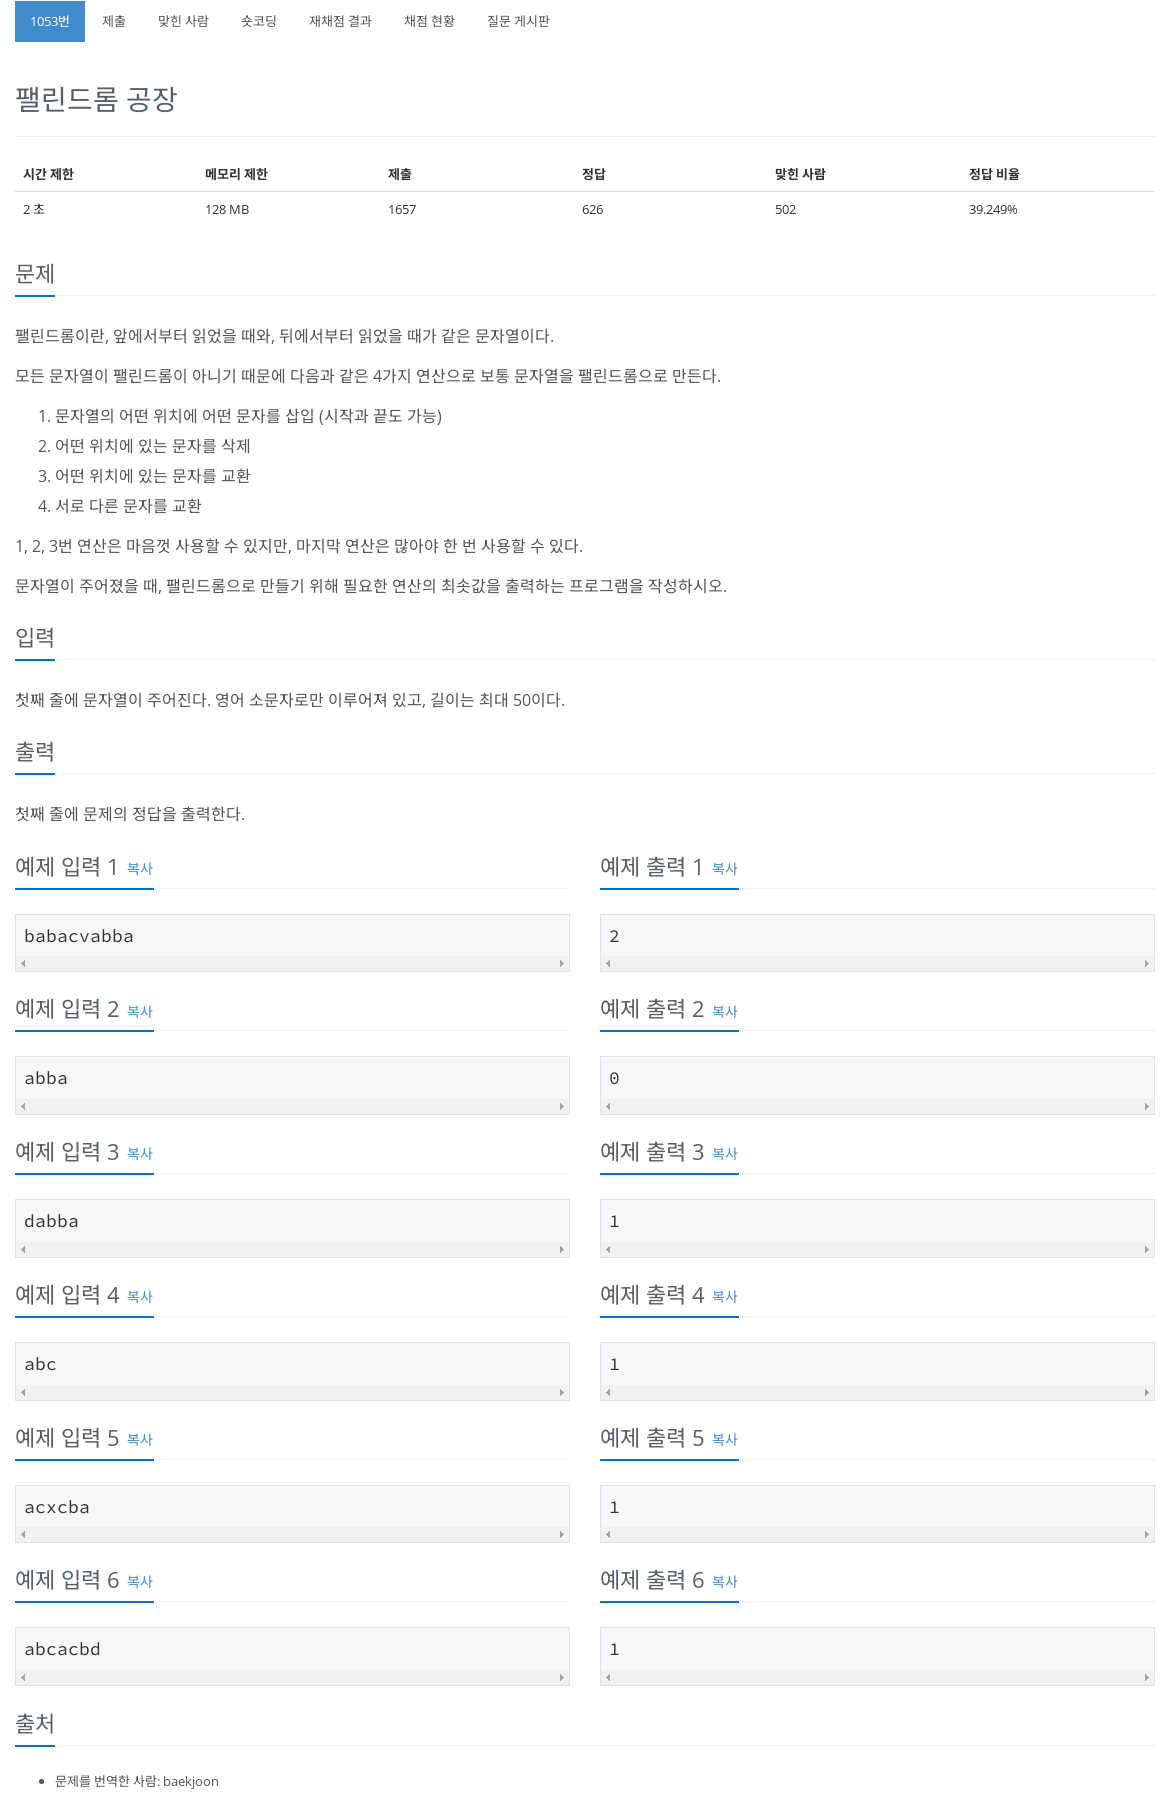 1053번 제출 맞힌 사람 숏코딩 재채점 결과 채점 현황 질문 게시판
팰린드롬 공장
시간 제한 메모리 제한 제출 정답 맞힌 사람 정답 비율
2 초 128 MB 1657 626 502 39.249%
문제
팰린드롬이란, 앞에서부터 읽었을 때와, 뒤에서부터 읽었을 때가 같은 문자열이다.
모든 문자열이 팰린드롬이 아니기 때문에 다음과 같은 4가지 연산으로 보통 문자열을 팰린드롬으로 만든다.
1. 문자열의 어떤 위치에 어떤 문자를 삽입 (시작과 끝도 가능)
2. 어떤 위치에 있는 문자를 삭제
3. 어떤 위치에 있는 문자를 교환
4. 서로 다른 문자를 교환
1, 2, 3번 연산은 마음껏 사용할 수 있지만, 마지막 연산은 많아야 한 번 사용할 수 있다.
문자열이 주어졌을 때, 팰린드롬으로 만들기 위해 필요한 연산의 최솟값을 출력하는 프로그램을 작성하시오.
입력
첫째 줄에 문자열이 주어진다. 영어 소문자로만 이루어져 있고, 길이는 최대 50이다.
출력
첫째 줄에 문제의 정답을 출력한다.
예제 입력 1 복사 예제 출력 1 복사
babacvabba 2
예제 입력 2 복사 예제 출력 2 복사
abba 0
예제 입력 3 복사 예제 출력 3 복사
dabba 1
예제 입력 4 복사 예제 출력 4 복사
abc 1
예제 입력 5 복사 예제 출력 5 복사
acxcba 1
예제 입력 6 복사 예제 출력 6 복사
abcacbd 1
출처
문제를 번역한 사람: baekjoon